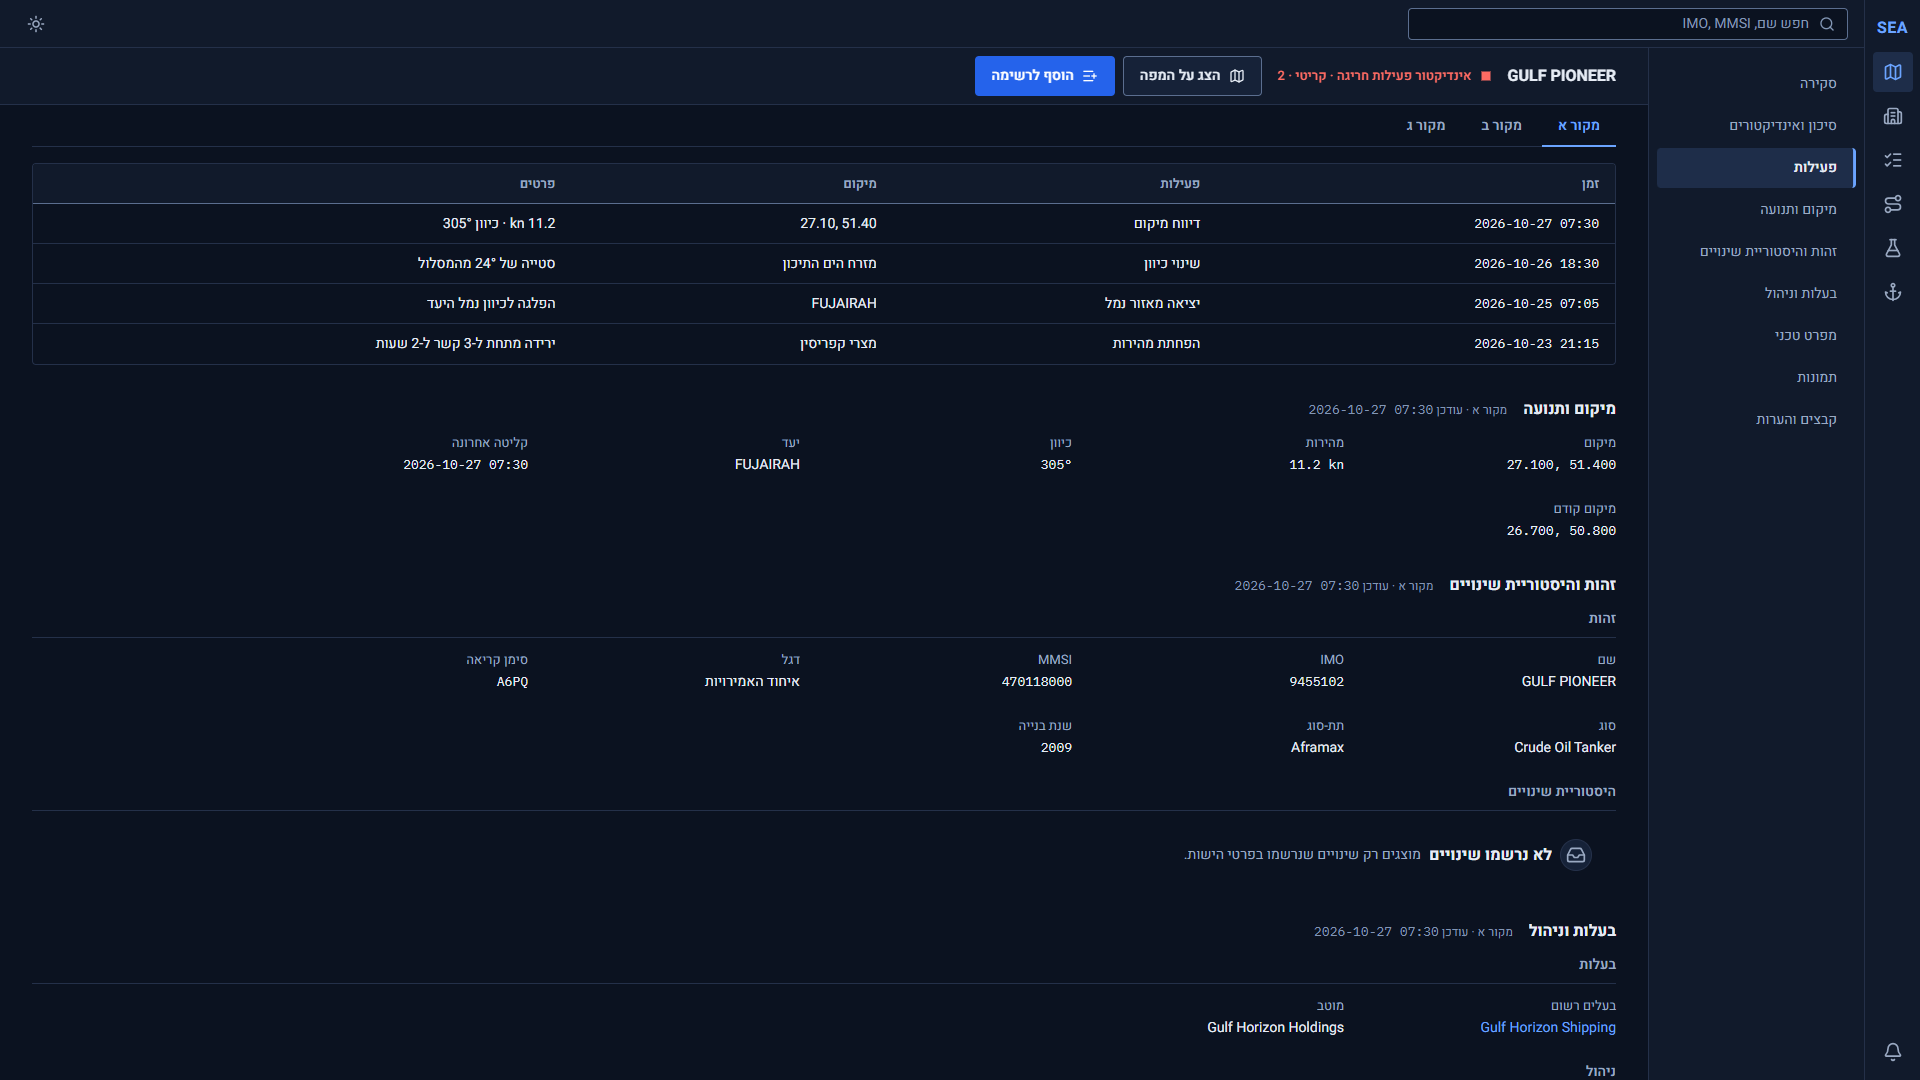 SEA
חפש שם, IMO, MMSI
סקירה
סיכון ואינדיקטורים
פעילות
מיקום ותנועה
זהות והיסטוריית שינויים
בעלות וניהול
מפרט טכני
תמונות
קבצים והערות
GULF PIONEER
אינדיקטור פעילות חריגה · קריטי · 2
הצג על המפה
הוסף לרשימה
מקור א מקור ב מקור ג
זמן פעילות מיקום פרטים
2026-10-27 07:30 דיווח מיקום 27.10, 51.40 11.2 kn · כיוון 305°
2026-10-26 18:30 שינוי כיוון מזרח הים התיכון סטייה של 24° מהמסלול
2026-10-25 07:05 יציאה מאזור נמל FUJAIRAH הפלגה לכיוון נמל היעד
2026-10-23 21:15 הפחתת מהירות מצרי קפריסין ירידה מתחת ל-3 קשר ל-2 שעות
מיקום ותנועה מקור א · עודכן 2026-10-27 07:30
מיקום מהירות כיוון יעד קליטה אחרונה
27.100, 51.400 11.2 kn 305° FUJAIRAH 2026-10-27 07:30
מיקום קודם
26.700, 50.800
זהות והיסטוריית שינויים מקור א · עודכן 2026-10-27 07:30
זהות
שם IMO MMSI דגל סימן קריאה
GULF PIONEER 9455102 470118000 איחוד האמירויות A6PQ
סוג תת-סוג שנת בנייה
Crude Oil Tanker Aframax 2009
היסטוריית שינויים
לא נרשמו שינויים מוצגים רק שינויים שנרשמו בפרטי הישות.
בעלות וניהול מקור א · עודכן 2026-10-27 07:30
בעלות
בעלים רשום מוטב
Gulf Horizon Shipping Gulf Horizon Holdings
ניהול